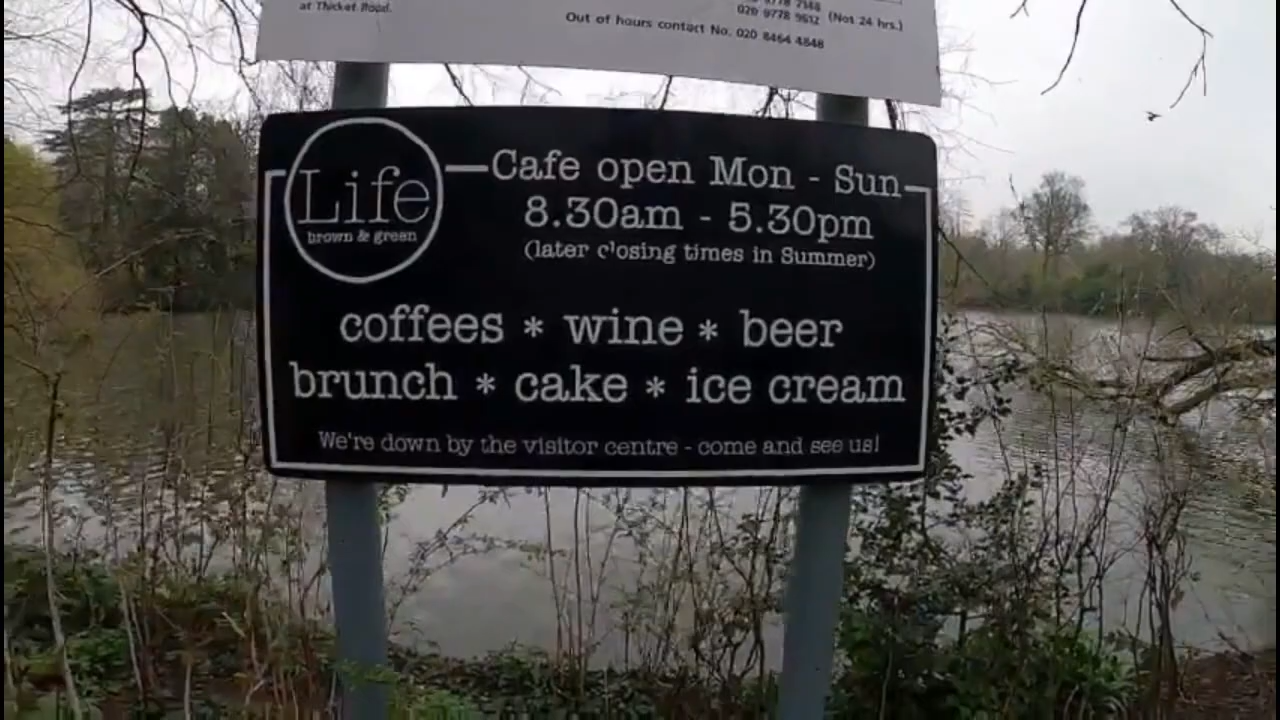 at Thicket Road.
020 9778 9612 (Not 24 hrs.)
Out of hours contact No. 020 8464 4848
Life
brown & green
Cafe open Mon - Sun
8.30am - 5.30pm
(later closing times in Summer)
coffees * wine * beer
brunch * cake * ice cream
We're down by the visitor centre - come and see us!